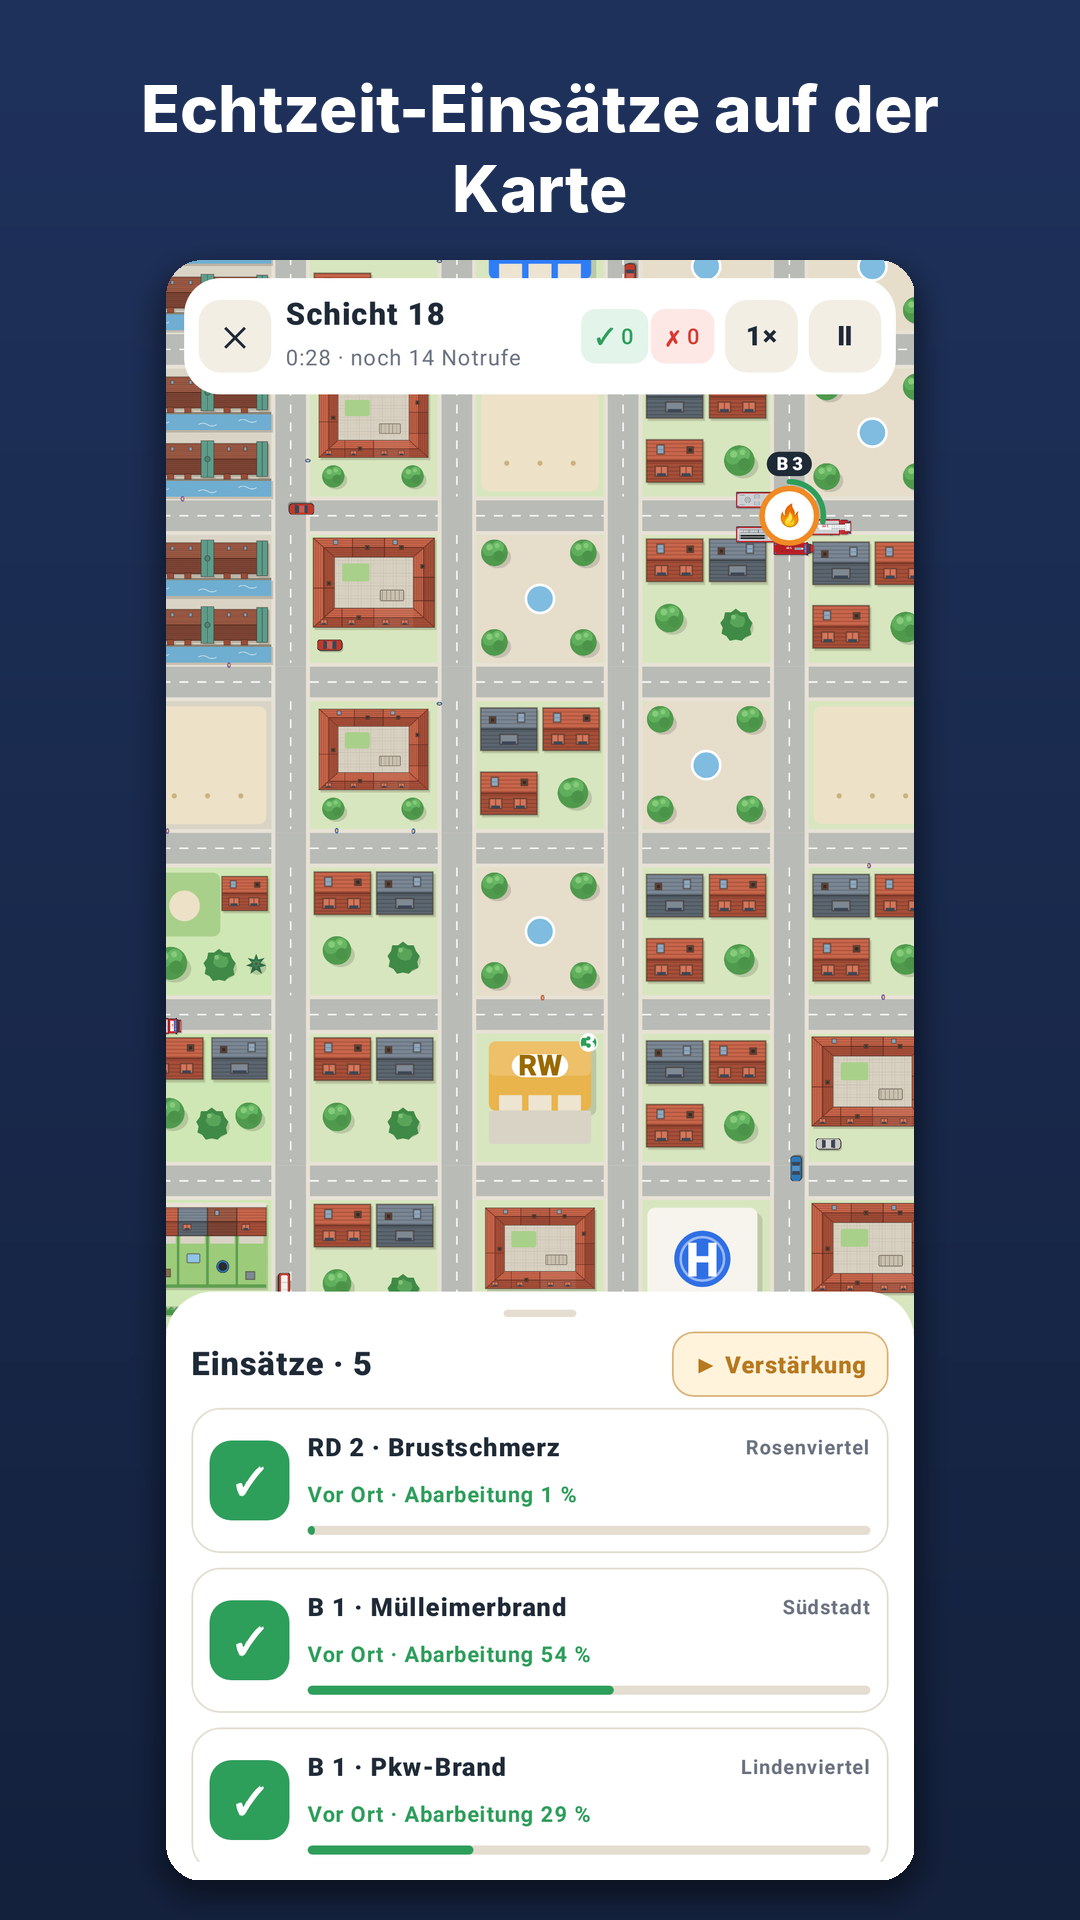 Echtzeit-Einsätze auf der
Karte
Schicht 18
0:28 · noch 14 Notrufe
✓ 0
✗ 0
1×
B 3
3
RW
H
Einsätze · 5
► Verstärkung
RD 2 · Brustschmerz
Rosenviertel
Vor Ort · Abarbeitung 1 %
B 1 · Mülleimerbrand
Südstadt
Vor Ort · Abarbeitung 54 %
B 1 · Pkw-Brand
Lindenviertel
Vor Ort · Abarbeitung 29 %